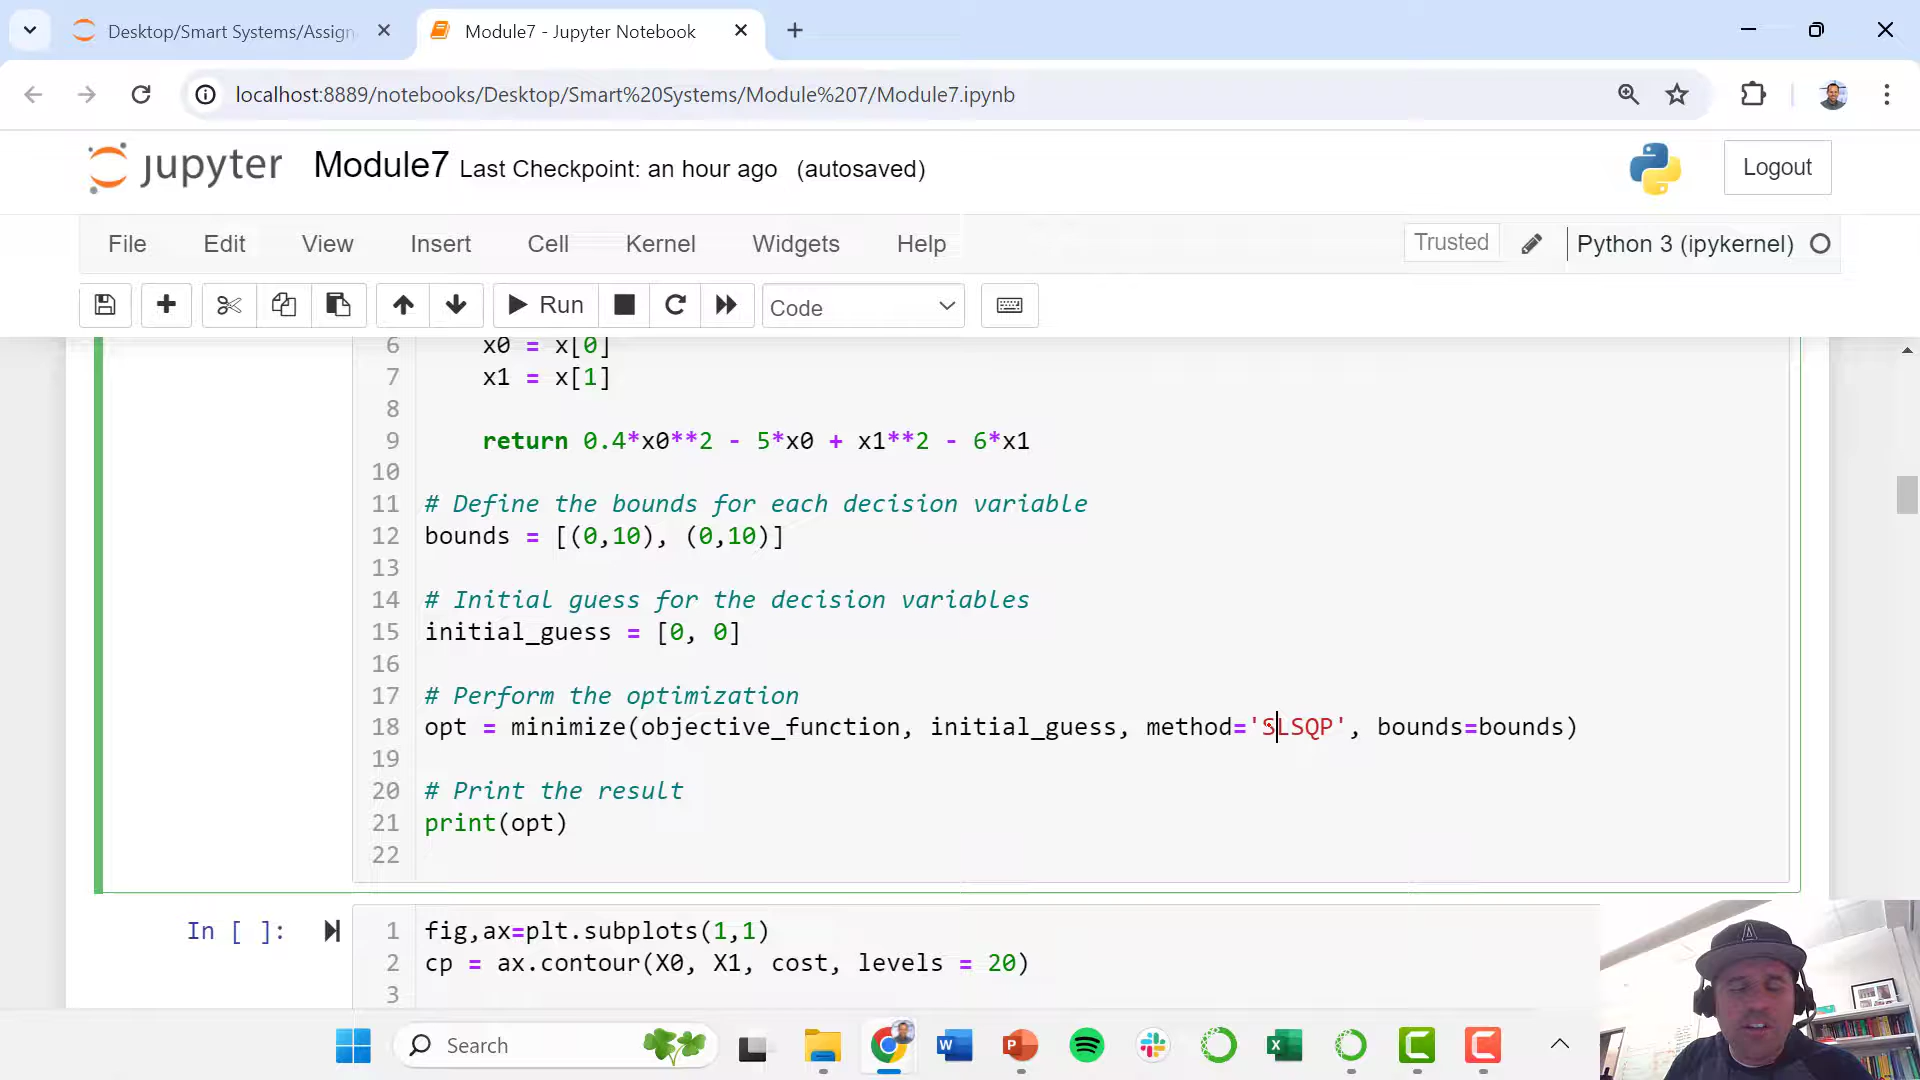 Desktop/Smart Systems/Assign
Module7 - Jupyter Notebook
localhost:8889/notebooks/Desktop/Smart%20Systems/Module%207/Module7.ipynb
jupyter Module7 Last Checkpoint: an hour ago (autosaved) Logout
File Edit View Insert Cell Kernel Widgets Help Trusted Python 3 (ipykernel)
Run Code
6 x0 = x[0]
7 x1 = x[1]
8
9 return 0.4*x0**2 - 5*x0 + x1**2 - 6*x1
10
11 # Define the bounds for each decision variable
12 bounds = [(0,10), (0,10)]
13
14 # Initial guess for the decision variables
15 initial_guess = [0, 0]
16
17 # Perform the optimization
18 opt = minimize(objective_function, initial_guess, method='SLSQP', bounds=bounds)
19
20 # Print the result
21 print(opt)
22
In [ ]: 1 fig,ax=plt.subplots(1,1)
2 cp = ax.contour(X0, X1, cost, levels = 20)
3
Search